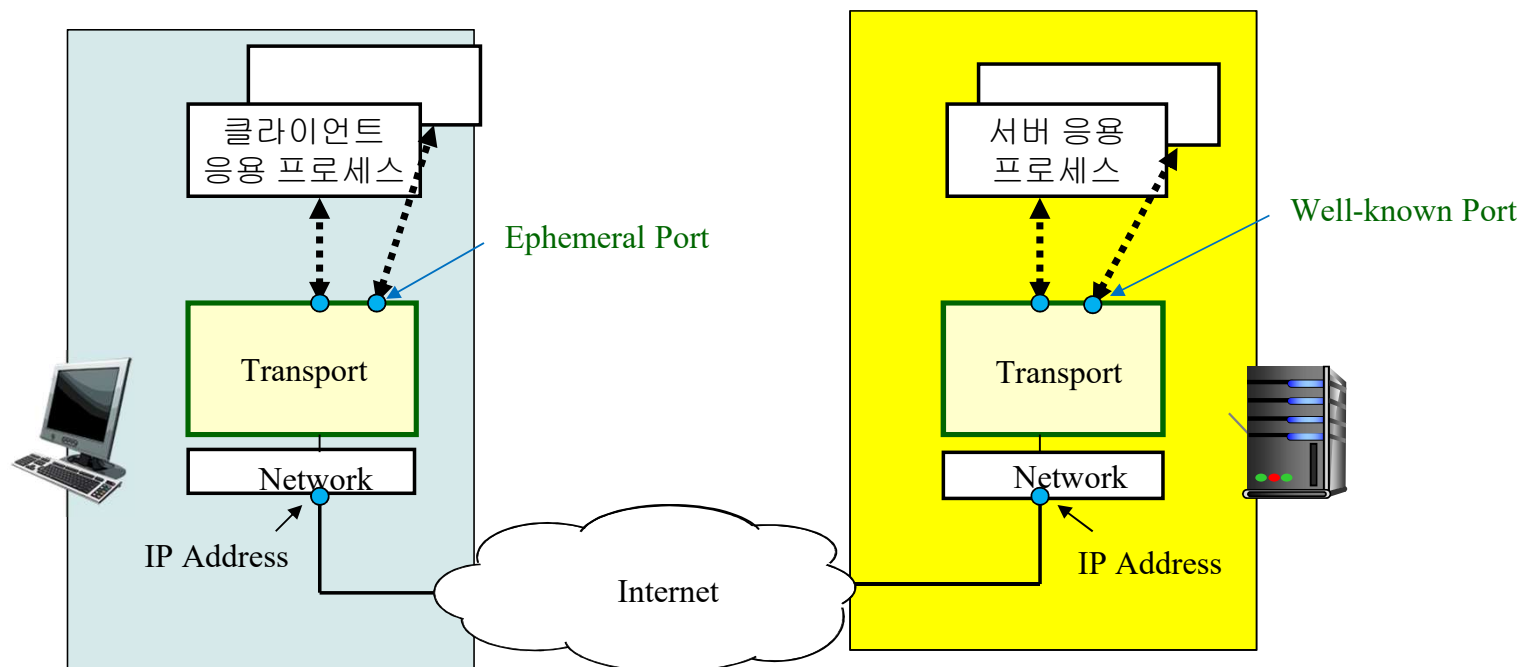 클라이언트
응용 프로세스
Ephemeral Port
Transport
Network
IP Address
Internet
서버 응용
프로세스
Well-known Port
Transport
Network
IP Address